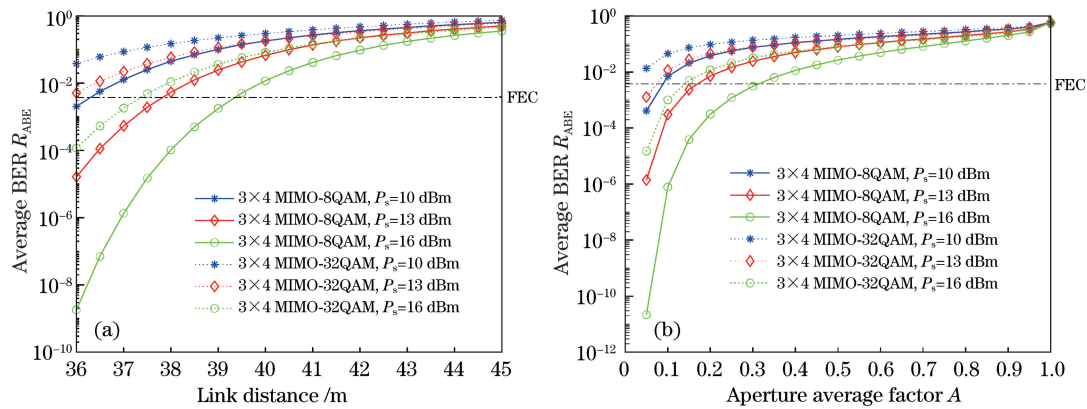 10⁰
10⁻²
10⁻⁴
10⁻⁶
10⁻⁸
10⁻¹⁰
Average BER R_ABE
FEC
3×4 MIMO-8QAM, P_s=10 dBm
3×4 MIMO-8QAM, P_s=13 dBm
3×4 MIMO-8QAM, P_s=16 dBm
3×4 MIMO-32QAM, P_s=10 dBm
3×4 MIMO-32QAM, P_s=13 dBm
3×4 MIMO-32QAM, P_s=16 dBm
(a)
36 37 38 39 40 41 42 43 44 45
Link distance /m
10⁰
10⁻²
10⁻⁴
10⁻⁶
10⁻⁸
10⁻¹⁰
10⁻¹²
Average BER R_ABE
FEC
3×4 MIMO-8QAM, P_s=10 dBm
3×4 MIMO-8QAM, P_s=13 dBm
3×4 MIMO-8QAM, P_s=16 dBm
3×4 MIMO-32QAM, P_s=10 dBm
3×4 MIMO-32QAM, P_s=13 dBm
3×4 MIMO-32QAM, P_s=16 dBm
(b)
0 0.1 0.2 0.3 0.4 0.5 0.6 0.7 0.8 0.9 1.0
Aperture average factor A